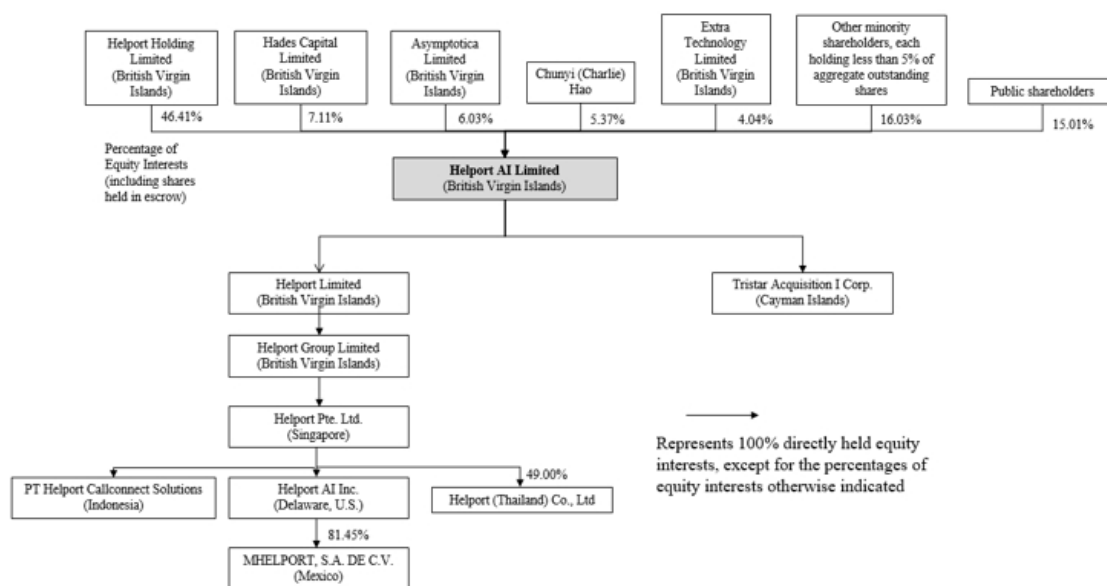 Helport Holding
Limited
(British Virgin
Islands)
Hades Capital
Limited
(British Virgin
Islands)
Asymptotica
Limited
(British Virgin
Islands)
Chunyi (Charlie)
Hao
Extra
Technology
Limited
(British Virgin
Islands)
Other minority
shareholders, each
holding less than 5% of
aggregate outstanding
shares
Public shareholders
46.41%
7.11%
6.03%
5.37%
4.04%
16.03%
15.01%
Percentage of
Equity Interests
(including shares
held in escrow)
Helport AI Limited
(British Virgin Islands)
Helport Limited
(British Virgin Islands)
Tristar Acquisition I Corp.
(Cayman Islands)
Helport Group Limited
(British Virgin Islands)
Helport Pte. Ltd.
(Singapore)
Represents 100% directly held equity
interests, except for the percentages of
equity interests otherwise indicated
49.00%
PT Helport Callconnect Solutions
(Indonesia)
Helport AI Inc.
(Delaware, U.S.)
Helport (Thailand) Co., Ltd
81.45%
MHELPORT, S.A. DE C.V.
(Mexico)